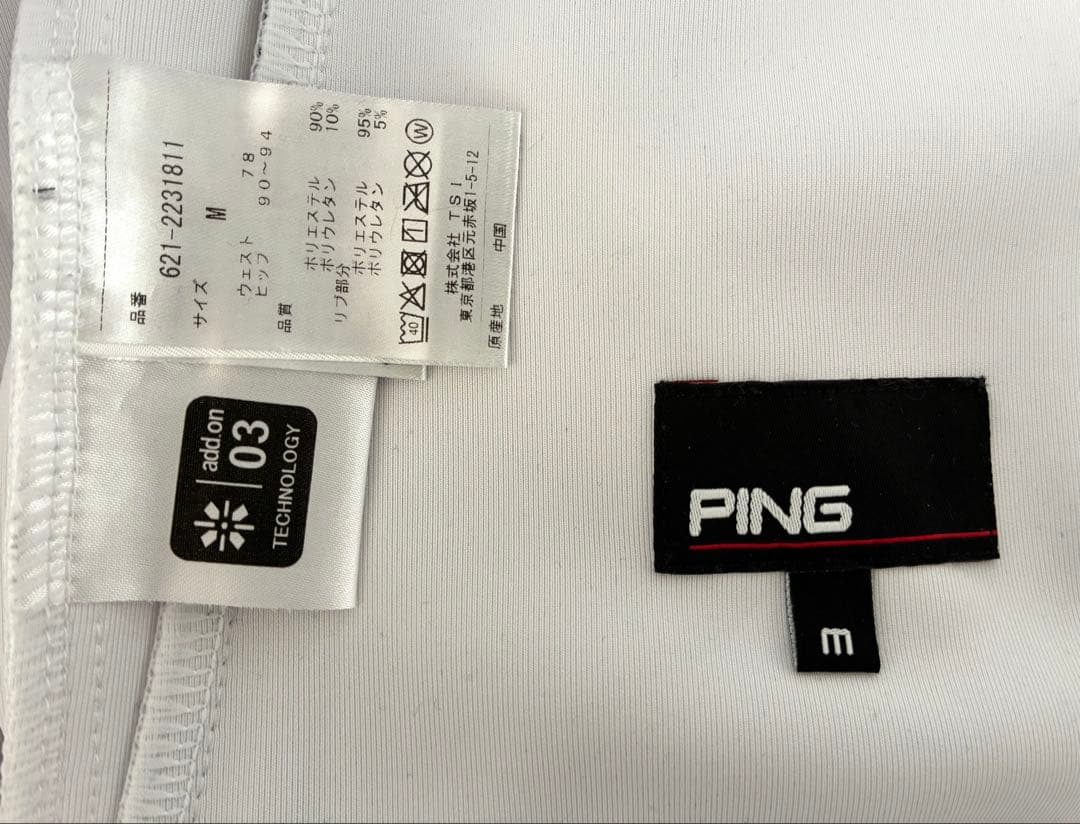 品番 621-2231811
サイズ M
ウェスト 78
ヒップ 90～94
品質
ポリエステル 90%
ポリウレタン 10%
リブ部分
ポリエステル 95%
ポリウレタン 5%
40 W
株式会社 TSI
東京都港区元赤坂1-5-12
原産地 中国
add.on
03
TECHNOLOGY
PING
m